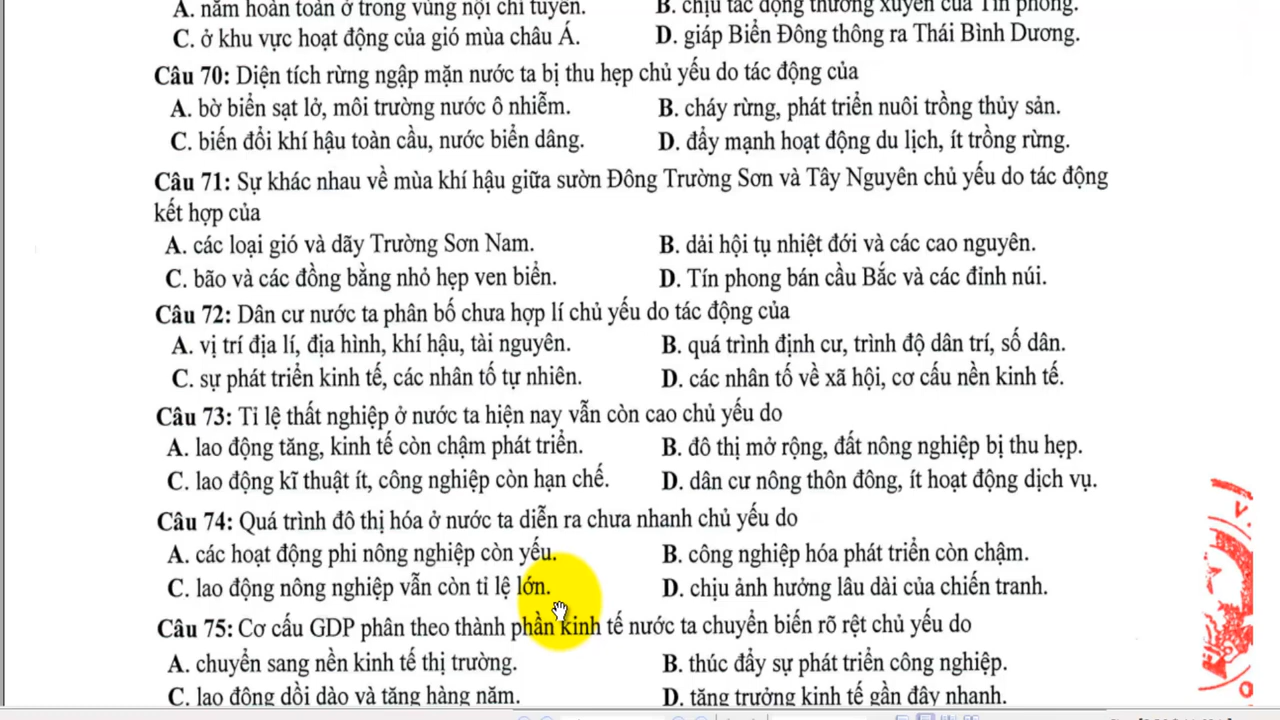 A. nằm hoàn toàn ở trong vùng nội chí tuyến. B. chịu tác động thường xuyên của Tín phong.
C. ở khu vực hoạt động của gió mùa châu Á. D. giáp Biển Đông thông ra Thái Bình Dương.
Câu 70: Diện tích rừng ngập mặn nước ta bị thu hẹp chủ yếu do tác động của
A. bờ biển sạt lở, môi trường nước ô nhiễm. B. cháy rừng, phát triển nuôi trồng thủy sản.
C. biến đổi khí hậu toàn cầu, nước biển dâng. D. đẩy mạnh hoạt động du lịch, ít trồng rừng.
Câu 71: Sự khác nhau về mùa khí hậu giữa sườn Đông Trường Sơn và Tây Nguyên chủ yếu do tác động
kết hợp của
A. các loại gió và dãy Trường Sơn Nam. B. dải hội tụ nhiệt đới và các cao nguyên.
C. bão và các đồng bằng nhỏ hẹp ven biển. D. Tín phong bán cầu Bắc và các đỉnh núi.
Câu 72: Dân cư nước ta phân bố chưa hợp lí chủ yếu do tác động của
A. vị trí địa lí, địa hình, khí hậu, tài nguyên. B. quá trình định cư, trình độ dân trí, số dân.
C. sự phát triển kinh tế, các nhân tố tự nhiên. D. các nhân tố về xã hội, cơ cấu nền kinh tế.
Câu 73: Tỉ lệ thất nghiệp ở nước ta hiện nay vẫn còn cao chủ yếu do
A. lao động tăng, kinh tế còn chậm phát triển. B. đô thị mở rộng, đất nông nghiệp bị thu hẹp.
C. lao động kĩ thuật ít, công nghiệp còn hạn chế. D. dân cư nông thôn đông, ít hoạt động dịch vụ.
Câu 74: Quá trình đô thị hóa ở nước ta diễn ra chưa nhanh chủ yếu do
A. các hoạt động phi nông nghiệp còn yếu. B. công nghiệp hóa phát triển còn chậm.
C. lao động nông nghiệp vẫn còn tỉ lệ lớn. D. chịu ảnh hưởng lâu dài của chiến tranh.
Câu 75: Cơ cấu GDP phân theo thành phần kinh tế nước ta chuyển biến rõ rệt chủ yếu do
A. chuyển sang nền kinh tế thị trường. B. thúc đẩy sự phát triển công nghiệp.
C. lao động dồi dào và tăng hàng năm. D. tăng trưởng kinh tế gần đây nhanh.